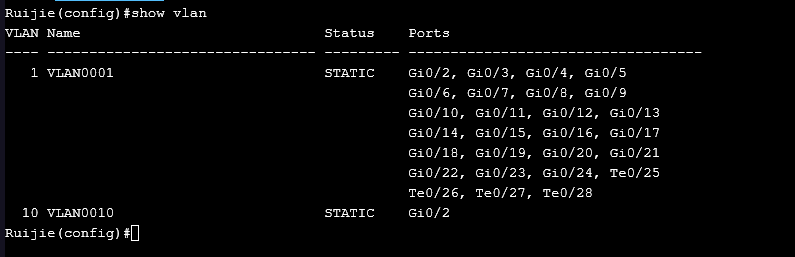 Ruijie(config)#show vlan
VLAN Name                             Status    Ports
---- -------------------------------- --------- -----------------------------------
   1 VLAN0001                         STATIC    Gi0/2, Gi0/3, Gi0/4, Gi0/5
                                                Gi0/6, Gi0/7, Gi0/8, Gi0/9
                                                Gi0/10, Gi0/11, Gi0/12, Gi0/13
                                                Gi0/14, Gi0/15, Gi0/16, Gi0/17
                                                Gi0/18, Gi0/19, Gi0/20, Gi0/21
                                                Gi0/22, Gi0/23, Gi0/24, Te0/25
                                                Te0/26, Te0/27, Te0/28
  10 VLAN0010                         STATIC    Gi0/2
Ruijie(config)#